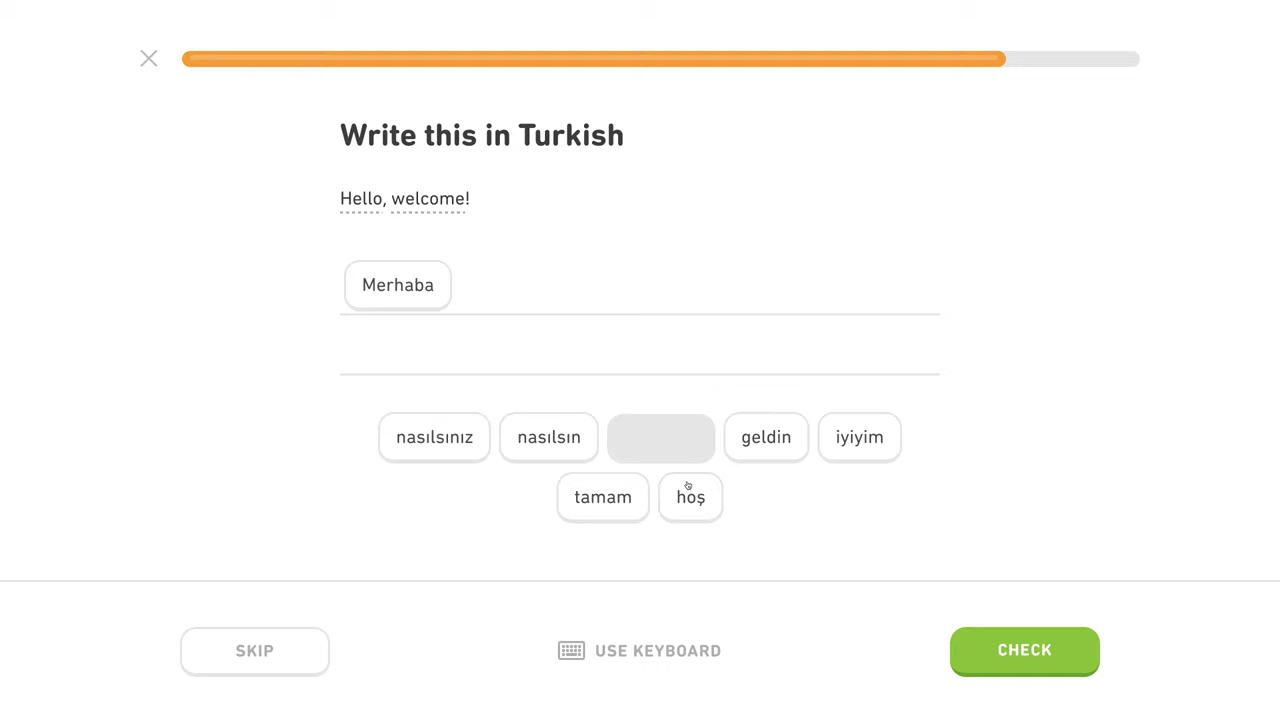 Write this in Turkish
Hello, welcome!
Merhaba
nasılsınız nasılsın geldin iyiyim
tamam hoş
SKIP USE KEYBOARD CHECK